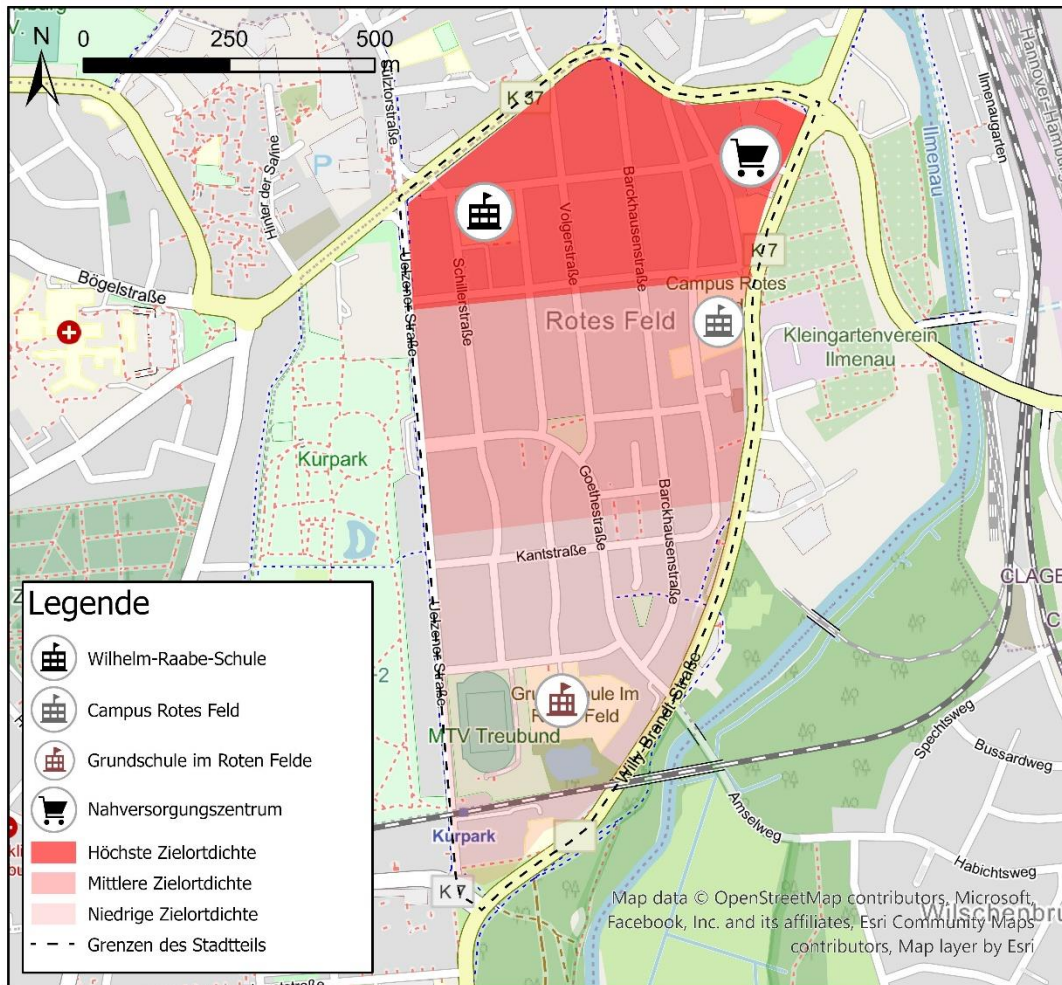 N
0
250
500
m
K 37
Sülztorstraße
Ilmenaugarten
Hinter der Sülne
P
Ilmenau
Barckhausenstraße
Volgerstraße
K 7
Schillerstraße
Uelzener Straße
Bögelstraße
Campus Rotes
Rotes Feld
Kleingartenverein
Ilmenau
Kurpark
Goethestraße
Barckhausenstraße
Kantstraße
CLAGE
Uelzener Straße
Grundschule Im
Roten Feld
MTV Treubund
Willy-Brandt-Straße
Spechtsweg
Bussardweg
Amselweg
Kurpark
Habichtsweg
K 7
Legende
Wilhelm-Raabe-Schule
Campus Rotes Feld
Grundschule im Roten Felde
Nahversorgungszentrum
Höchste Zielortdichte
Mittlere Zielortdichte
Niedrige Zielortdichte
Grenzen des Stadtteils
Map data © OpenStreetMap contributors, Microsoft,
Facebook, Inc. and its affiliates, Esri Community Maps
contributors, Map layer by Esri